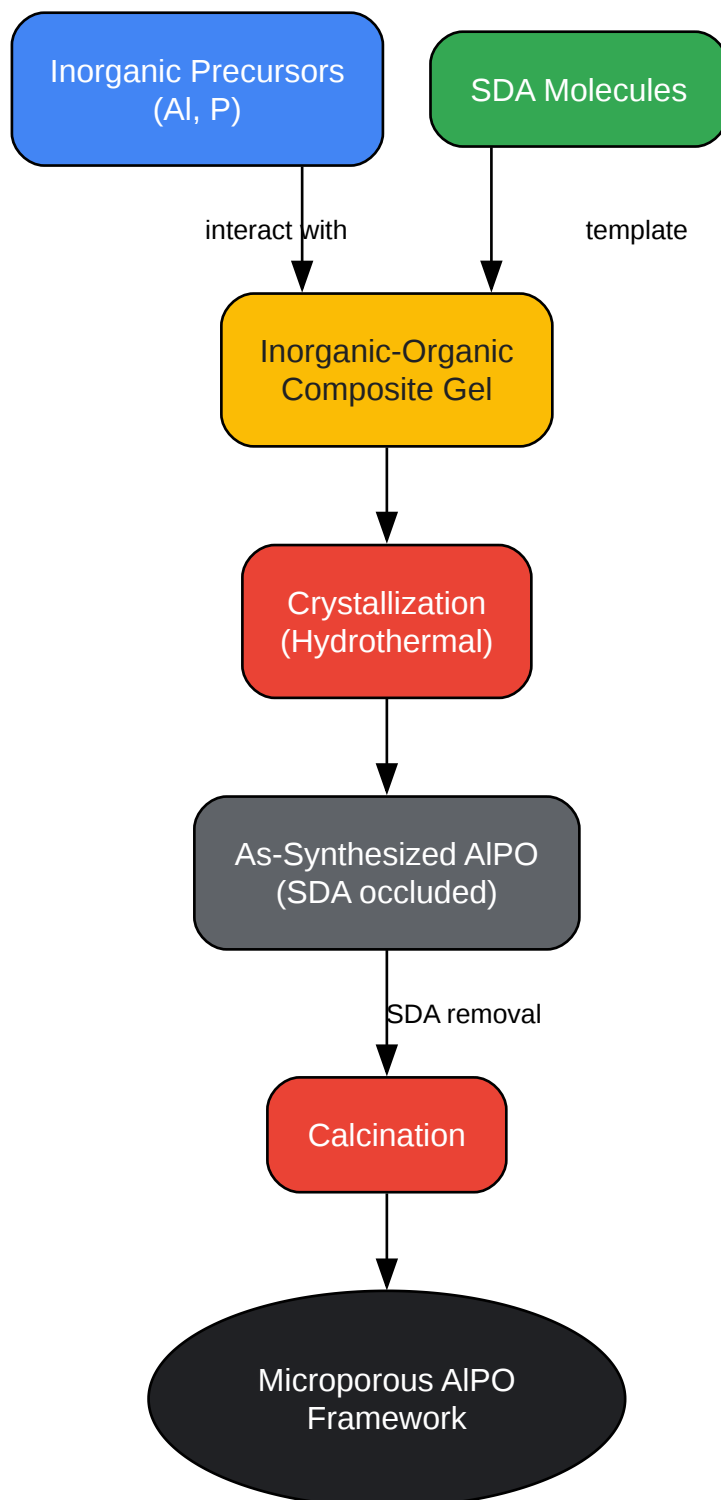 Inorganic Precursors
(Al, P)
SDA Molecules
interact with
template
Inorganic-Organic
Composite Gel
Crystallization
(Hydrothermal)
As-Synthesized AlPO
(SDA occluded)
SDA removal
Calcination
Microporous AlPO
Framework